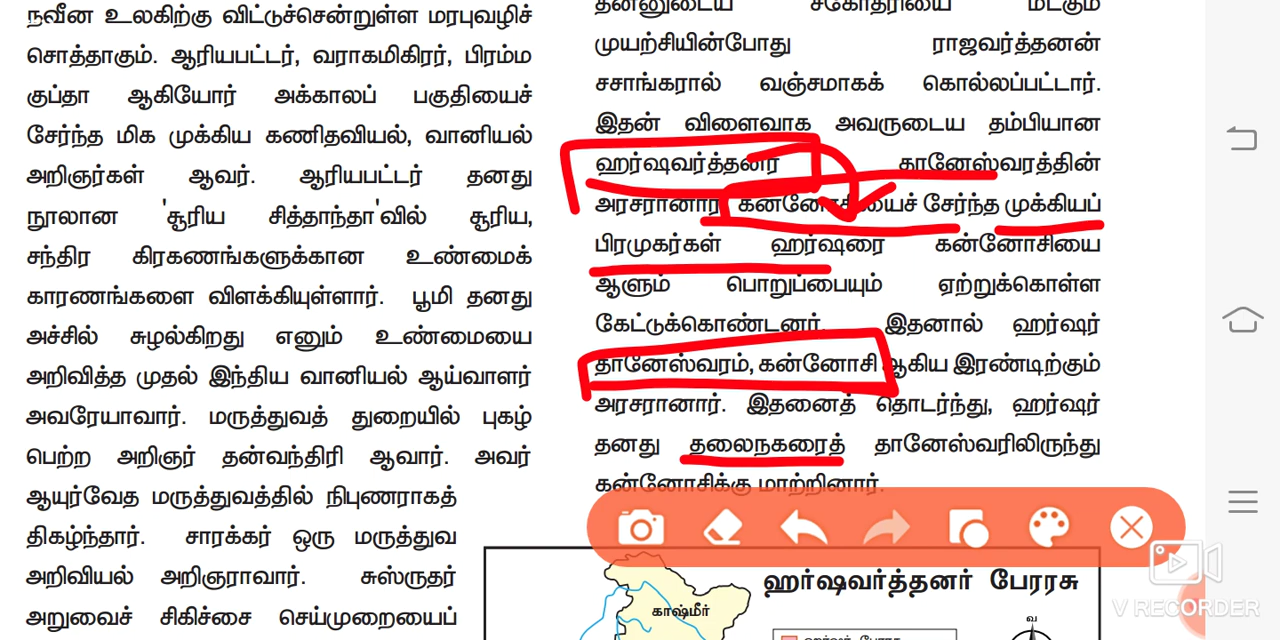 நவீன உலகிற்கு விட்டுச்சென்றுள்ள மரபுவழிச்
சொத்தாகும். ஆரியபட்டர், வராகமிகிரர், பிரம்ம
குப்தா ஆகியோர் அக்காலப் பகுதியைச்
சேர்ந்த மிக முக்கிய கணிதவியல், வானியல்
அறிஞர்கள் ஆவர். ஆரியபட்டர் தனது
நூலான 'சூரிய சித்தாந்தா'வில் சூரிய,
சந்திர கிரகணங்களுக்கான உண்மைக்
காரணங்களை விளக்கியுள்ளார். பூமி தனது
அச்சில் சுழல்கிறது எனும் உண்மையை
அறிவித்த முதல் இந்திய வானியல் ஆய்வாளர்
அவரேயாவார். மருத்துவத் துறையில் புகழ்
பெற்ற அறிஞர் தன்வந்திரி ஆவார். அவர்
ஆயுர்வேத மருத்துவத்தில் நிபுணராகத்
திகழ்ந்தார். சாரக்கர் ஒரு மருத்துவ
அறிவியல் அறிஞராவார். சுஸ்ருதர்
அறுவைச் சிகிச்சை செய்முறையைப்
தன்னுடைய சகோதரியை மீட்கும்
முயற்சியின்போது ராஜவர்த்தனன்
சசாங்கரால் வஞ்சமாகக் கொல்லப்பட்டார்.
இதன் விளைவாக அவருடைய தம்பியான
ஹர்ஷவர்த்தனர் தானேஸ்வரத்தின்
அரசரானார். கன்னோசியைச் சேர்ந்த முக்கியப்
பிரமுகர்கள் ஹர்ஷரை கன்னோசியை
ஆளும் பொறுப்பையும் ஏற்றுக்கொள்ள
கேட்டுக்கொண்டனர். இதனால் ஹர்ஷர்
தானேஸ்வரம், கன்னோசி ஆகிய இரண்டிற்கும்
அரசரானார். இதனைத் தொடர்ந்து, ஹர்ஷர்
தனது தலைநகரைத் தானேஸ்வரிலிருந்து
கன்னோசிக்கு மாற்றினார்.
ஹர்ஷவர்த்தனர் பேரரசு
காஷ்மீர்
வ
ஹர்ஷர் பேரரசு
V RECORDER